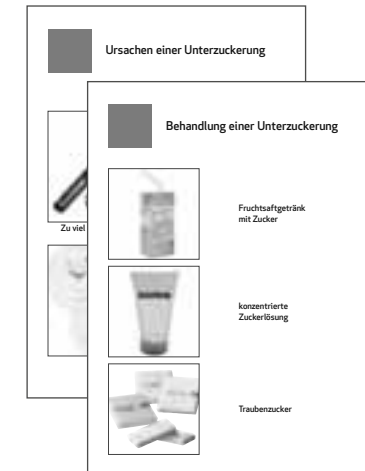 Ursachen einer Unterzuckerung
Zu viel
Behandlung einer Unterzuckerung
Fruchtsaftgetränk
mit Zucker
konzentrierte
Zuckerlösung
Traubenzucker